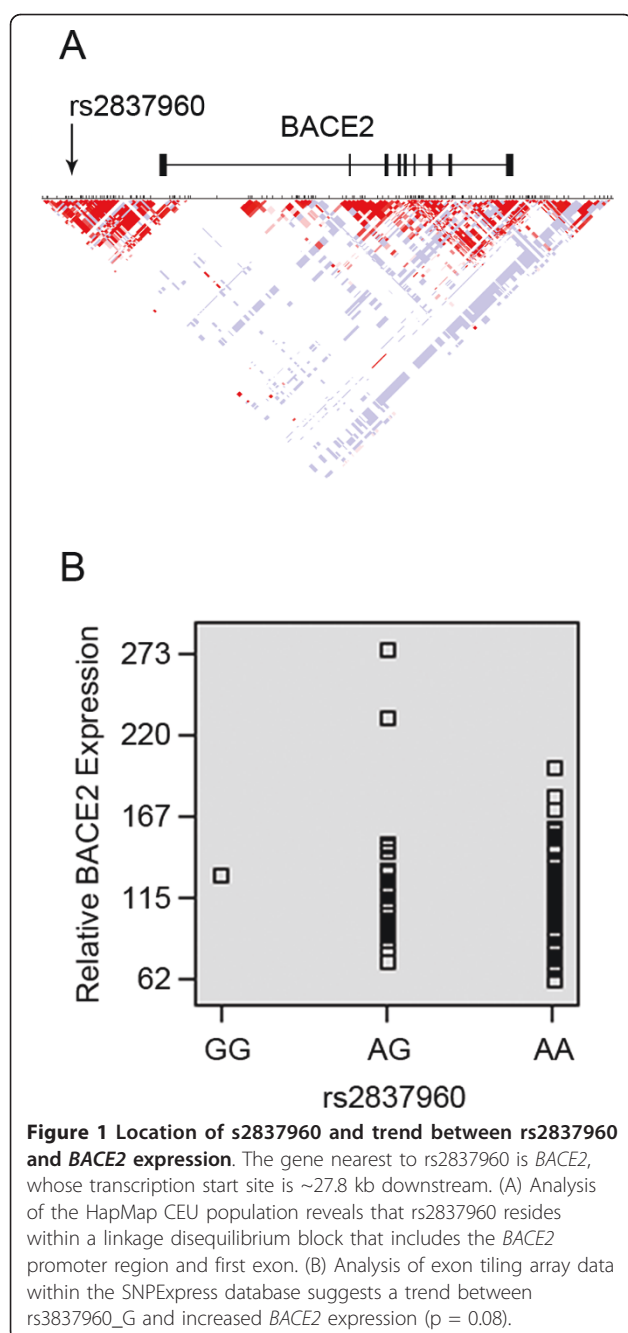 A
rs2837960
BACE2
B
Relative BACE2 Expression
273
220
167
115
62
GG AG AA
rs2837960
Figure 1 Location of s2837960 and trend between rs2837960
and BACE2 expression. The gene nearest to rs2837960 is BACE2,
whose transcription start site is ~27.8 kb downstream. (A) Analysis
of the HapMap CEU population reveals that rs2837960 resides
within a linkage disequilibrium block that includes the BACE2
promoter region and first exon. (B) Analysis of exon tiling array data
within the SNPExpress database suggests a trend between
rs3837960_G and increased BACE2 expression (p = 0.08).